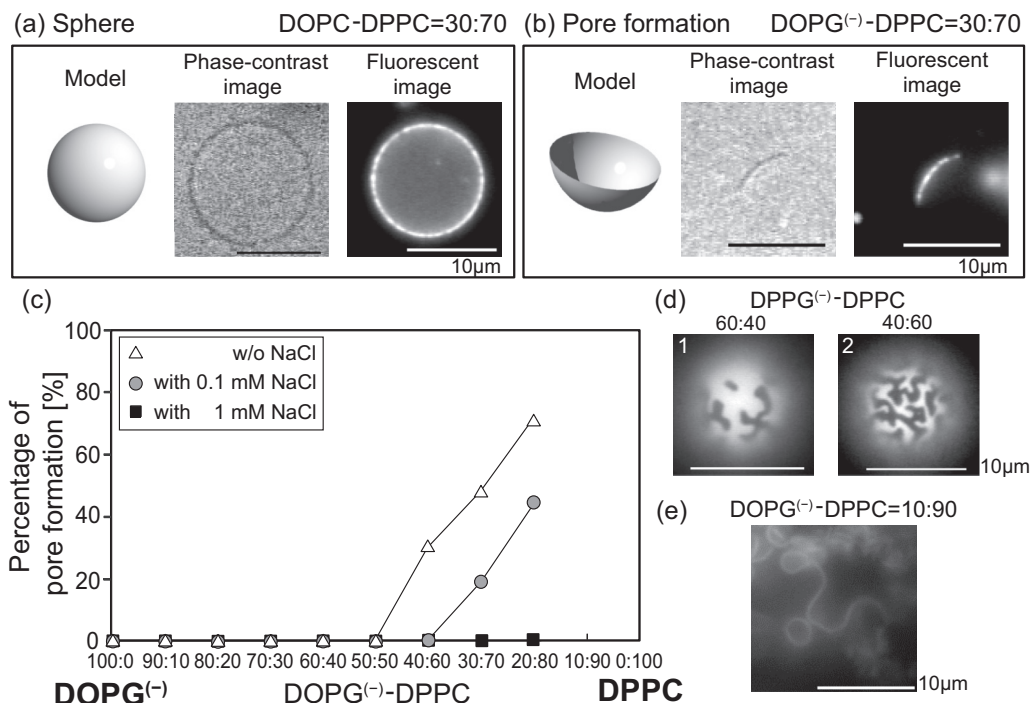 (a) Sphere DOPC-DPPC=30:70
Model
Phase-contrast image
Fluorescent image
10μm
(b) Pore formation DOPG⁽⁻⁾-DPPC=30:70
Model
Phase-contrast image
Fluorescent image
10μm
(c)
Percentage of
pore formation [%]
100
80
60
40
20
0
w/o NaCl
with 0.1 mM NaCl
with 1 mM NaCl
100:0 90:10 80:20 70:30 60:40 50:50 40:60 30:70 20:80 10:90 0:100
DOPG⁽⁻⁾ DOPG⁽⁻⁾-DPPC DPPC
(d) DPPG⁽⁻⁾-DPPC
60:40 40:60
1 2
10μm
(e) DOPG⁽⁻⁾-DPPC=10:90
10μm